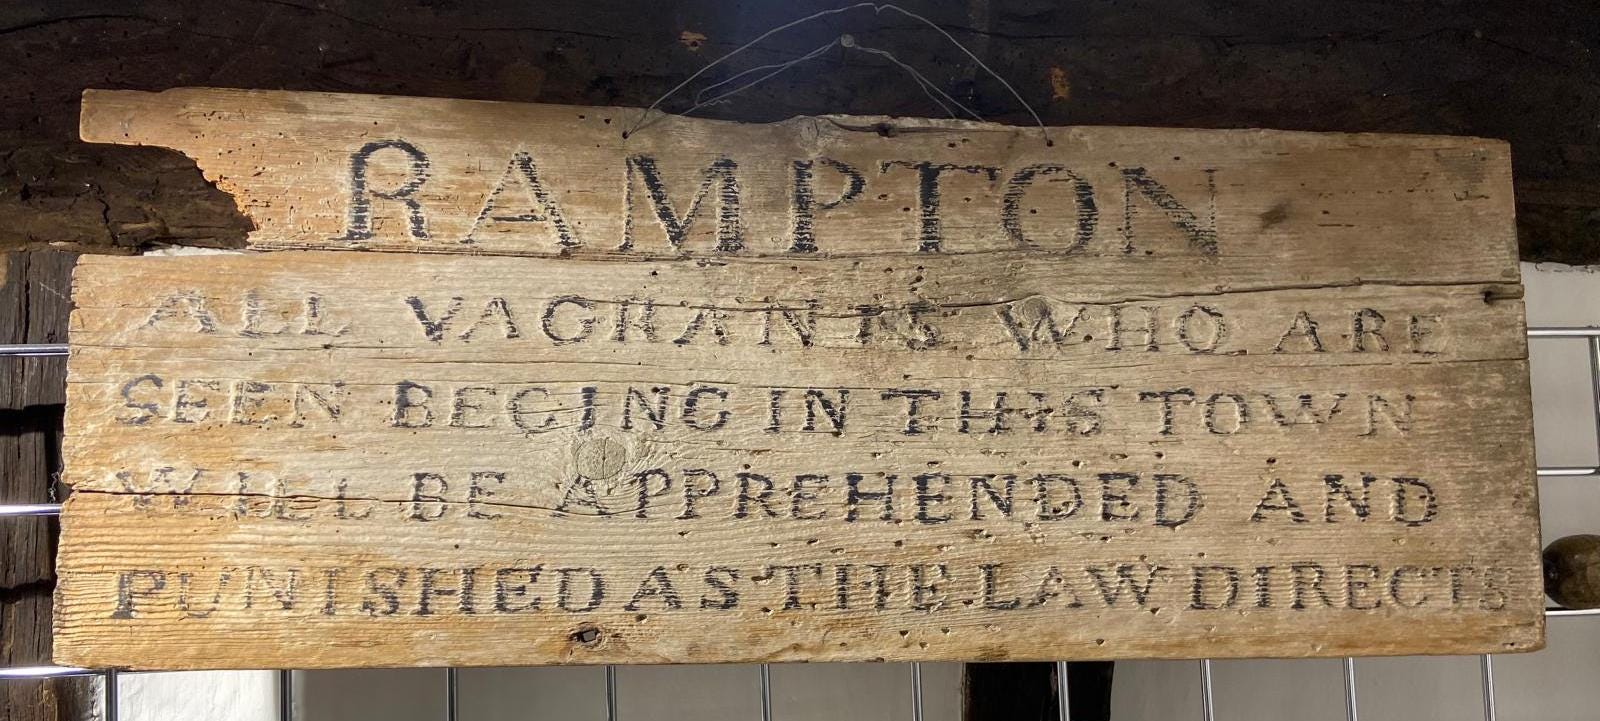 RAMPTON
ALL VAGRANTS WHO ARE
SEEN BEGING IN THIS TOWN
WILL BE APPREHENDED AND
PUNISHED AS THE LAW DIRECTS